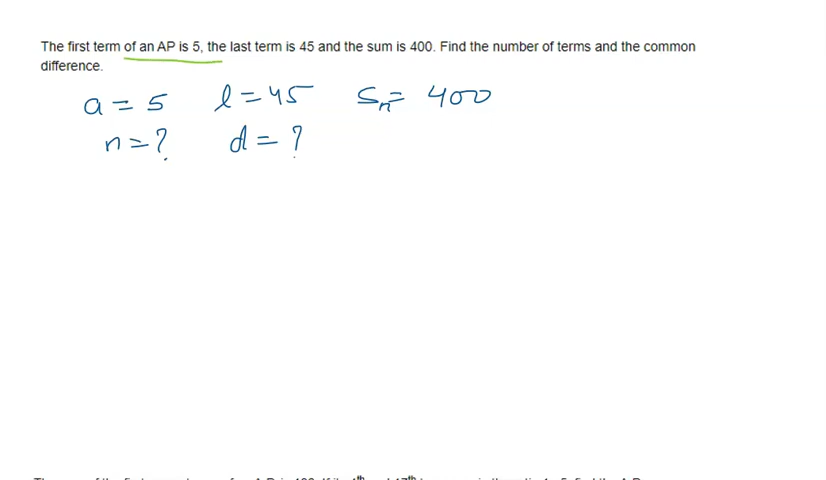 The first term of an AP is 5, the last term is 45 and the sum is 400. Find the number of terms and the common
difference.
a = 5 l = 45 Sn = 400
n = ? d = ?